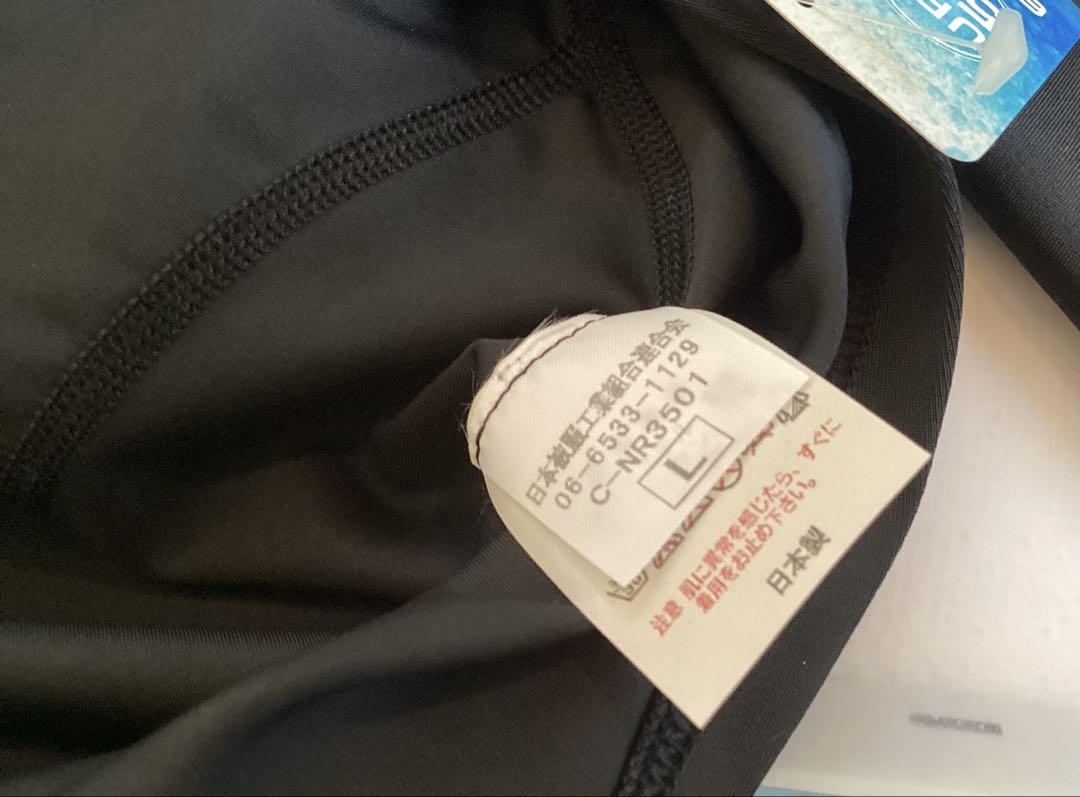 日本被服工業組合連合会
06-6533-1129
C-NR3501
L
注意 肌に異常を感じたら、すぐに
着用をお止め下さい。
日本製